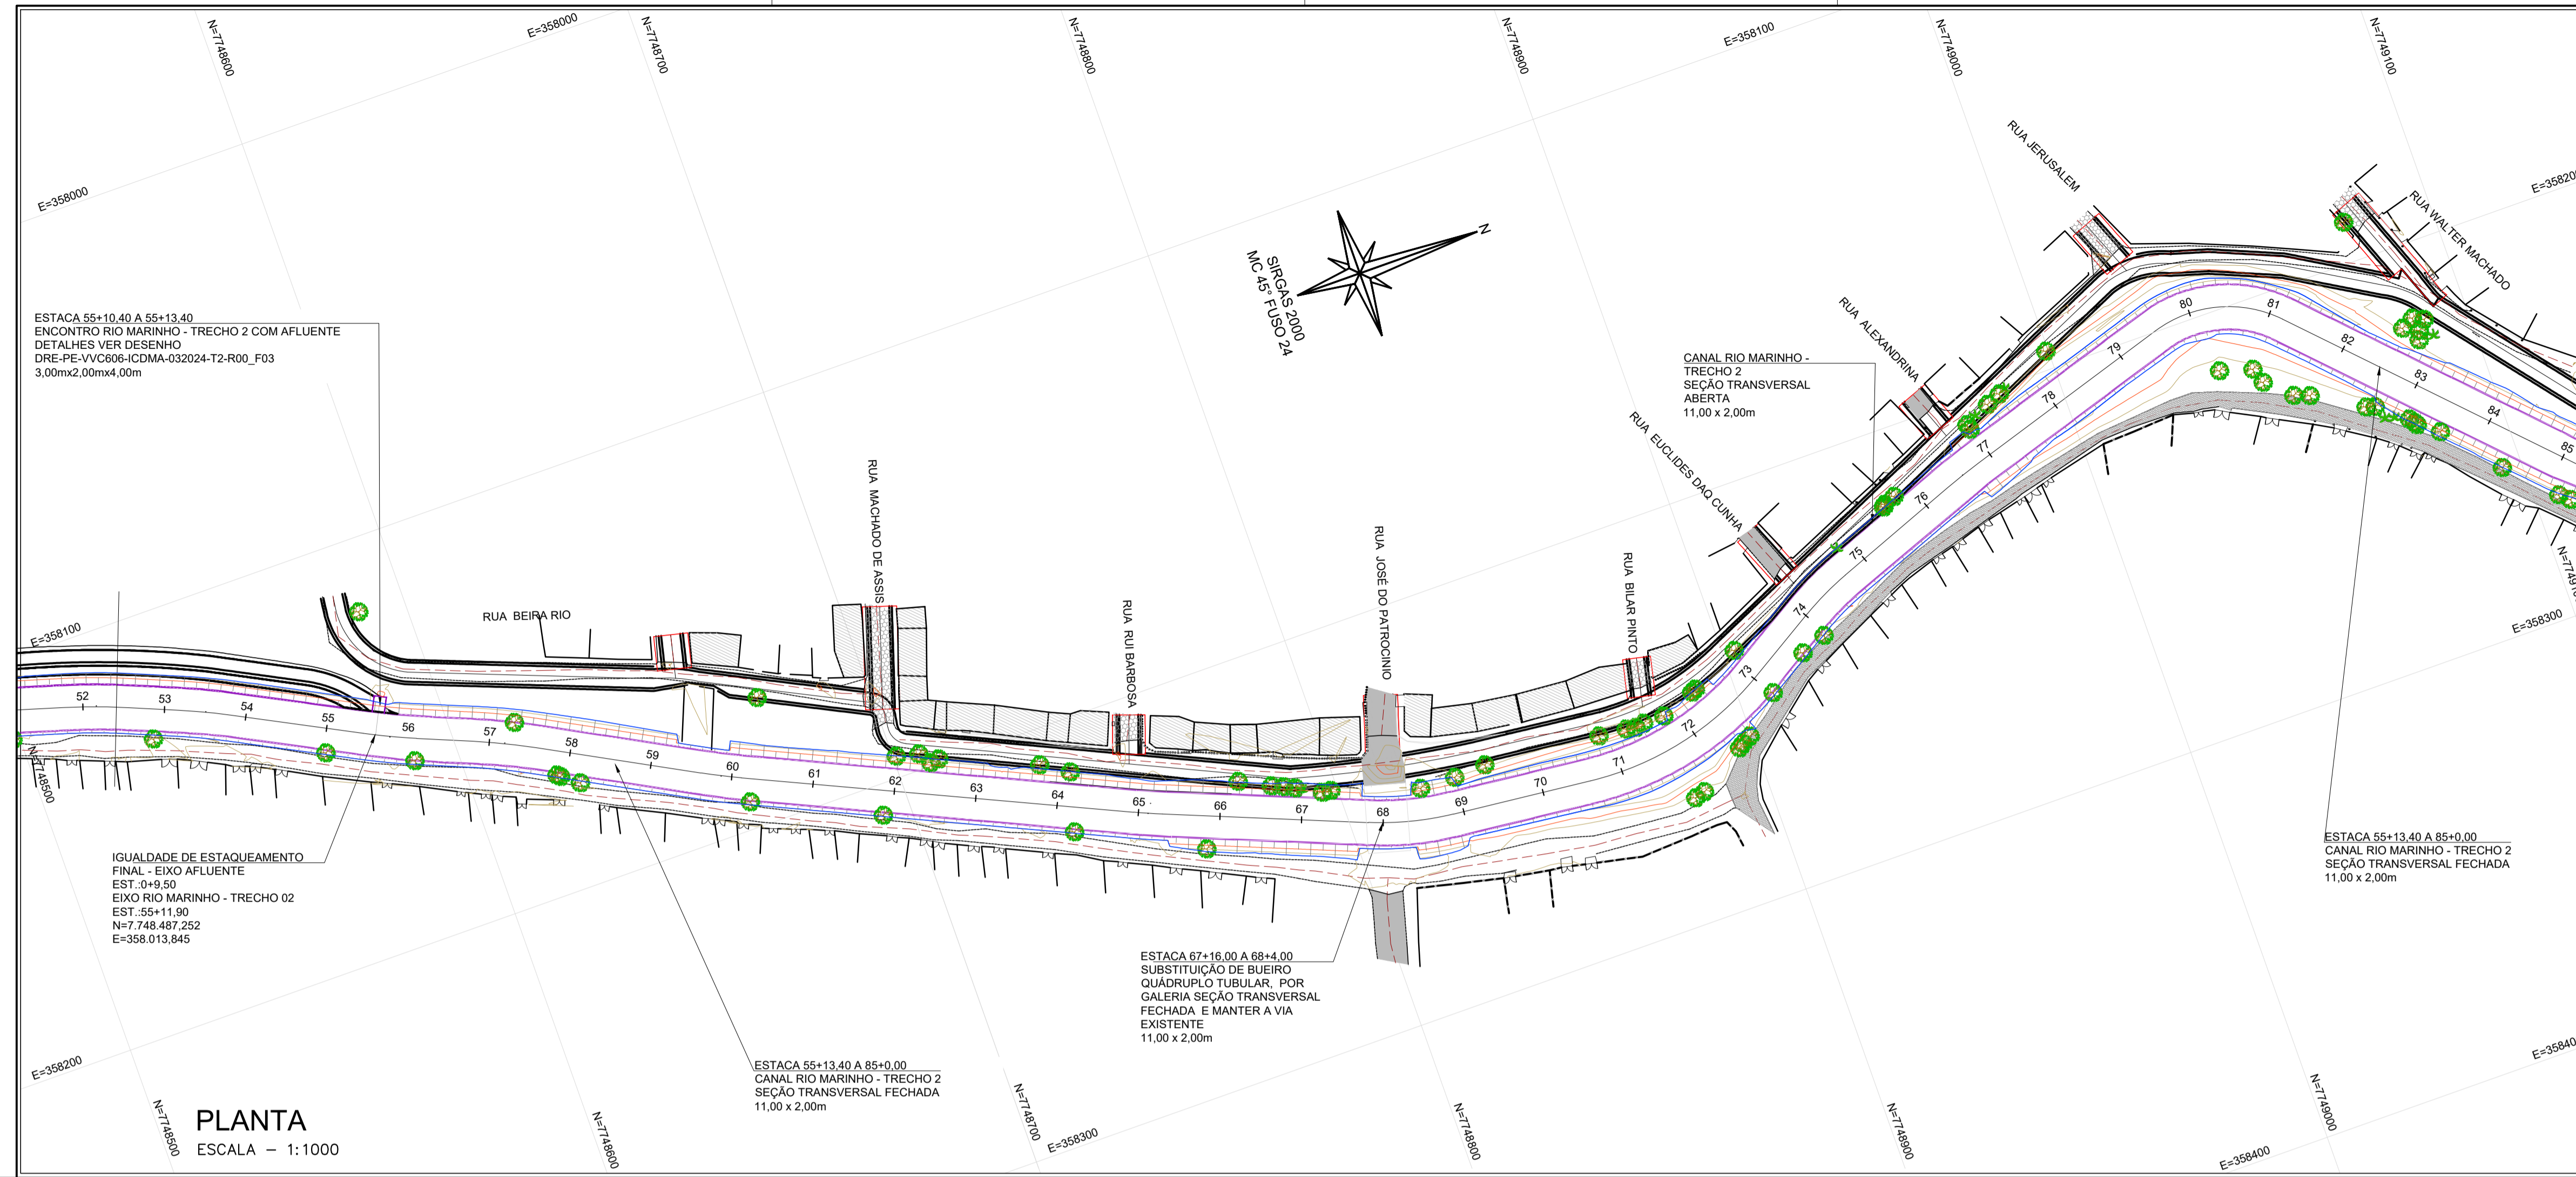 N=7748600
E=358000
N=7748700
N=7748800
N=7748900
E=358100
N=7749000
N=7749100
E=358000
RUA JERUSALEM
RUA WALTER MACHADO
N
SIRGAS 2000
MC 45° FUSO 24
ESTACA 55+10,40 A 55+13,40
ENCONTRO RIO MARINHO - TRECHO 2 COM AFLUENTE
DETALHES VER DESENHO
DRE-PE-VVC606-ICDMA-032024-T2-R00_F03
3,00mx2,00mx4,00m
CANAL RIO MARINHO -
TRECHO 2
SEÇÃO TRANSVERSAL
ABERTA
11,00 x 2,00m
RUA ALEXANDRINA
RUA EUCLIDES DAQ CUNHA
RUA MACHADO DE ASSIS
RUA RUI BARBOSA
RUA JOSÉ DO PATROCINIO
RUA BILAR PINTO
RUA BEIRA RIO
E=358100
E=358300
52
53
54
55
56
57
58
59
60
61
62
63
64
65
66
67
68
69
70
71
72
73
74
75
76
77
78
79
80
81
82
83
84
85
N=7748500
IGUALDADE DE ESTAQUEAMENTO
FINAL - EIXO AFLUENTE
EST.:0+9,50
EIXO RIO MARINHO - TRECHO 02
EST.:55+11,90
N=7.748.487,252
E=358.013,845
ESTACA 55+13,40 A 85+0,00
CANAL RIO MARINHO - TRECHO 2
SEÇÃO TRANSVERSAL FECHADA
11,00 x 2,00m
ESTACA 67+16,00 A 68+4,00
SUBSTITUIÇÃO DE BUEIRO
QUÁDRUPLO TUBULAR, POR
GALERIA SEÇÃO TRANSVERSAL
FECHADA E MANTER A VIA
EXISTENTE
11,00 x 2,00m
ESTACA 55+13,40 A 85+0,00
CANAL RIO MARINHO - TRECHO 2
SEÇÃO TRANSVERSAL FECHADA
11,00 x 2,00m
E=358200
N=7748500
N=7748600
N=7748700
E=358300
N=7748800
N=7748900
E=358400
N=7749000
PLANTA
ESCALA – 1:1000